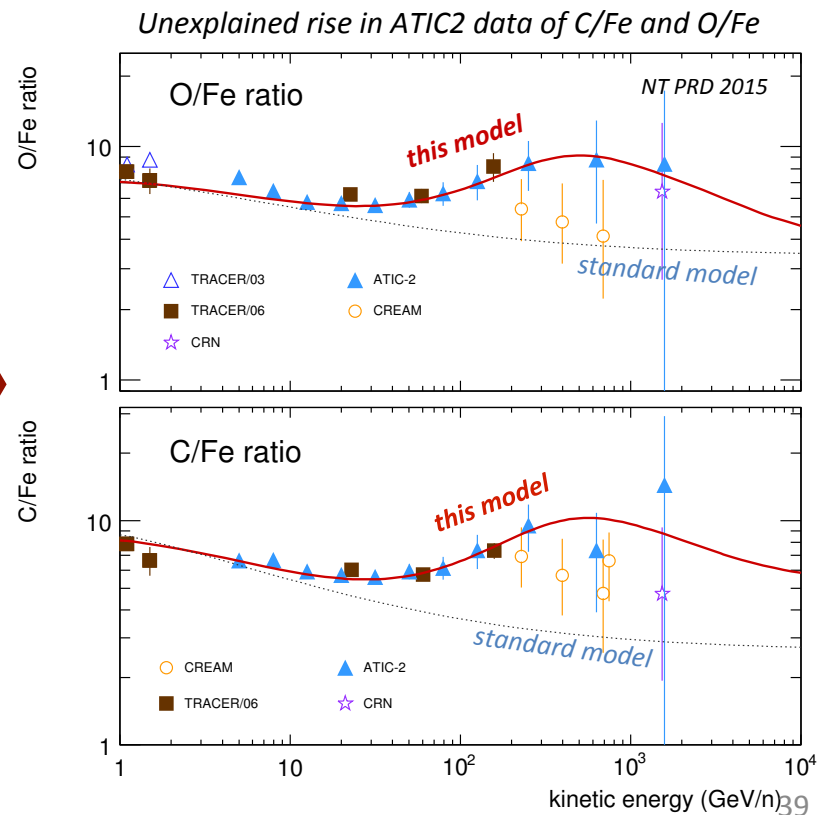 Unexplained rise in ATIC2 data of C/Fe and O/Fe
O/Fe ratio
O/Fe ratio
NT PRD 2015
this model
standard model
10
1
TRACER/03
ATIC-2
TRACER/06
CREAM
CRN
C/Fe ratio
C/Fe ratio
this model
standard model
10
1
CREAM
ATIC-2
TRACER/06
CRN
1
10
10²
10³
10⁴
kinetic energy (GeV/n)
39